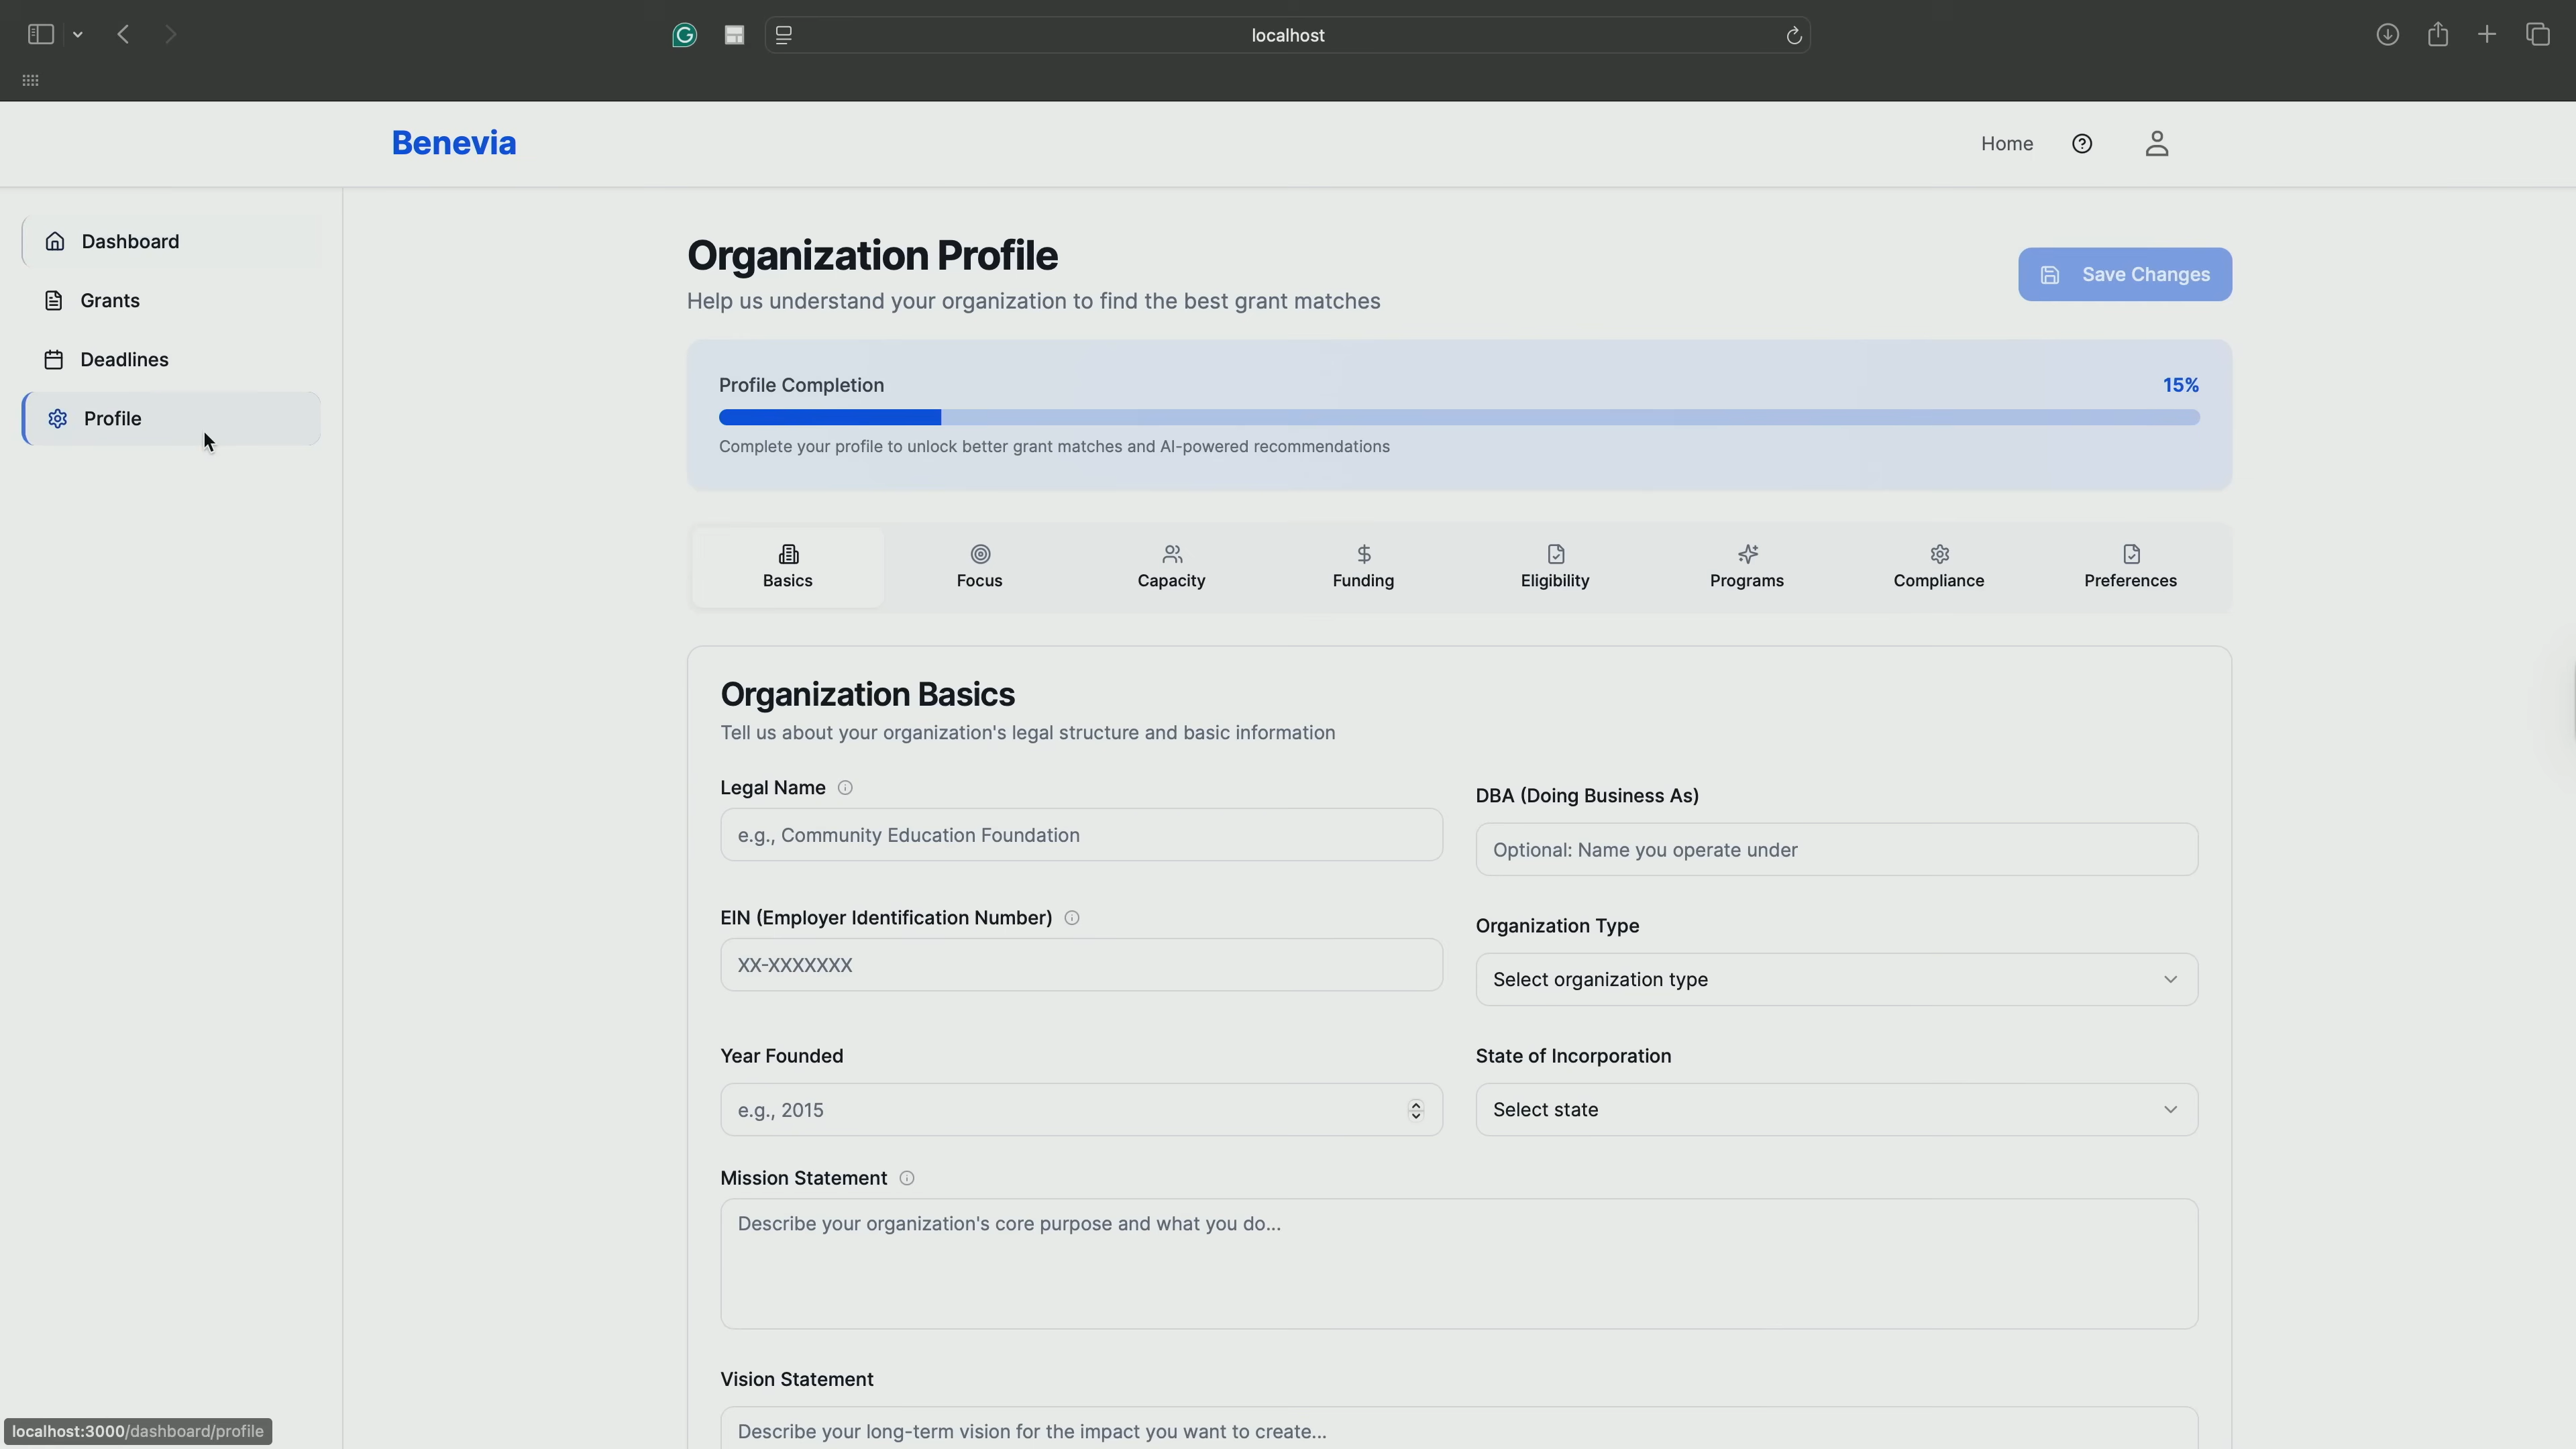 localhost
Benevia
Home
Dashboard
Grants
Deadlines
Profile
Organization Profile
Help us understand your organization to find the best grant matches
Save Changes
Profile Completion
15%
Complete your profile to unlock better grant matches and AI-powered recommendations
Basics
Focus
Capacity
Funding
Eligibility
Programs
Compliance
Preferences
Organization Basics
Tell us about your organization's legal structure and basic information
Legal Name
e.g., Community Education Foundation
DBA (Doing Business As)
Optional: Name you operate under
EIN (Employer Identification Number)
XX-XXXXXXX
Organization Type
Select organization type
Year Founded
e.g., 2015
State of Incorporation
Select state
Mission Statement
Describe your organization's core purpose and what you do...
Vision Statement
Describe your long-term vision for the impact you want to create...
localhost:3000/dashboard/profile